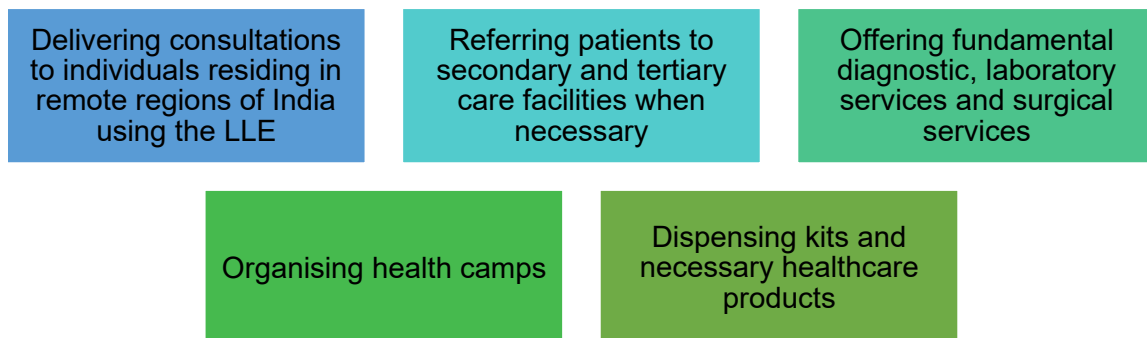 Delivering consultations
to individuals residing in
remote regions of India
using the LLE
Referring patients to
secondary and tertiary
care facilities when
necessary
Offering fundamental
diagnostic, laboratory
services and surgical
services
Organising health camps
Dispensing kits and
necessary healthcare
products